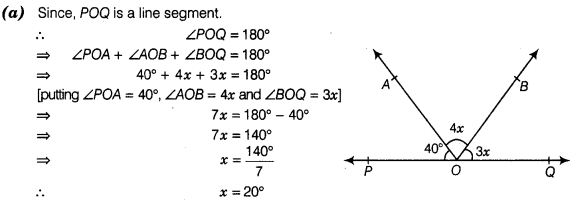 (a) Since, POQ is a line segment.
∴ ∠POQ = 180°
⇒ ∠POA + ∠AOB + ∠BOQ = 180°
⇒ 40° + 4x + 3x = 180°
[putting ∠POA = 40°, ∠AOB = 4x and ∠BOQ = 3x]
⇒ 7x = 180° – 40°
⇒ 7x = 140°
⇒ x = 140°/7
∴ x = 20°
A
B
4x
40°
3x
P
O
Q